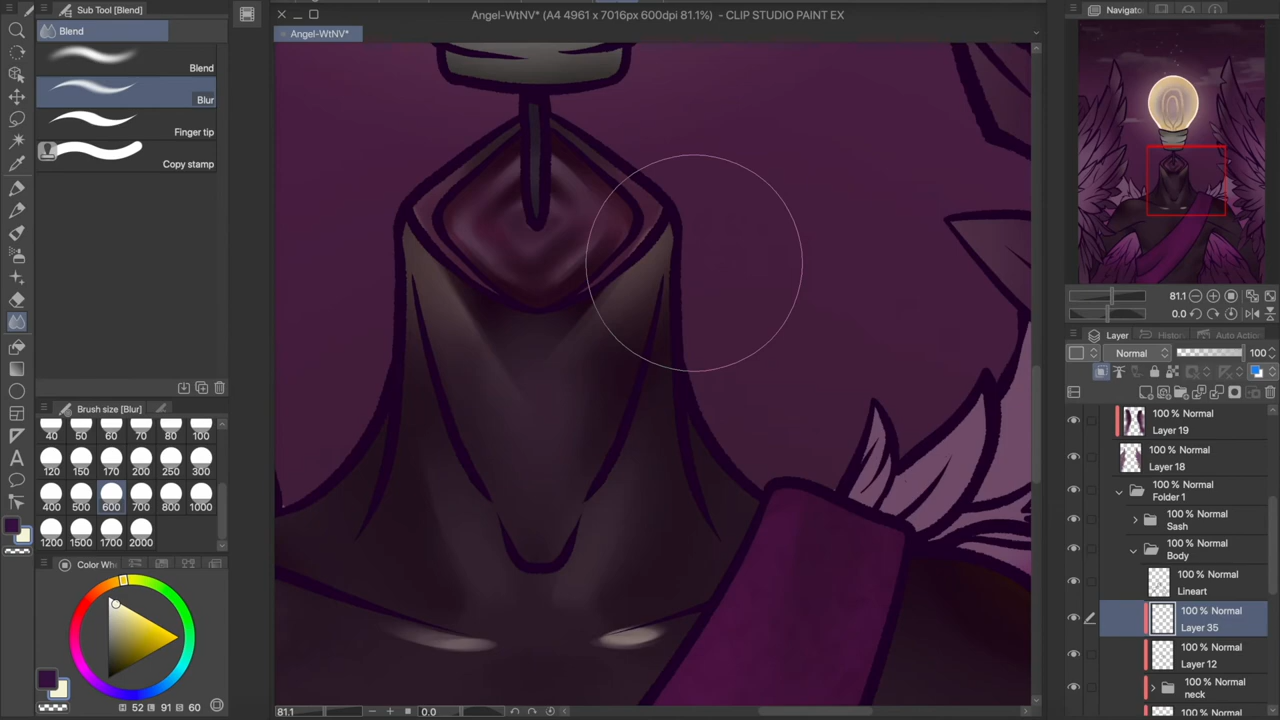 Sub Tool [Blend]
Blend
Blend
Blur
Finger tip
Copy stamp
Brush size [Blur]
40 50 60 70 80 100
120 150 170 200 250 300
400 500 600 700 800 1000
1200 1500 1700 2000
Color Wh
H 52 L 91 S 60
Angel-WtNV* (A4 4961 x 7016px 600dpi 81.1%) - CLIP STUDIO PAINT EX
Angel-WtNV*
81.1 0.0
Navigator
81.1
0.0
Layer Histor Auto Action
Normal 100
100 % Normal
Layer 19
100 % Normal
Layer 18
100 % Normal
Folder 1
100 % Normal
Sash
100 % Normal
Body
100 % Normal
Lineart
100 % Normal
Layer 35
100 % Normal
Layer 12
100 % Normal
neck
100 % Normal